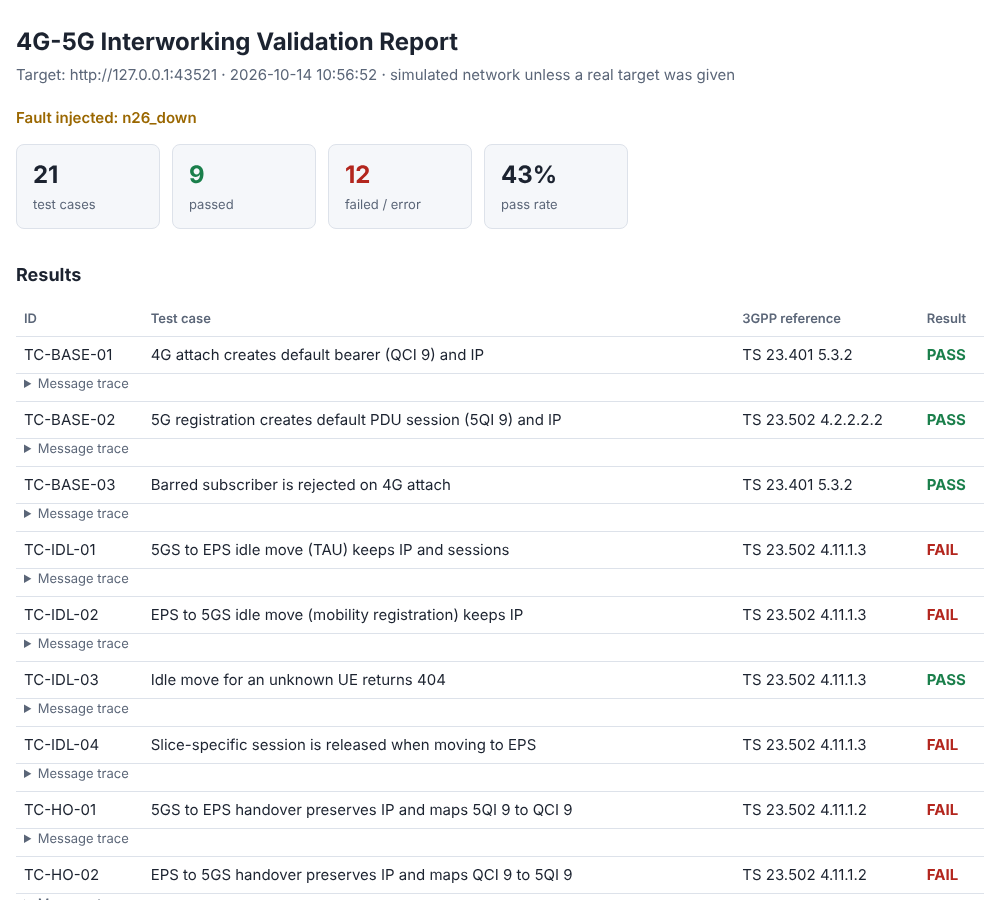 4G-5G Interworking Validation Report
Target: http://127.0.0.1:43521 · 2026-10-14 10:56:52 · simulated network unless a real target was given
Fault injected: n26_down
21 9 12 43%
test cases passed failed / error pass rate
Results
ID Test case 3GPP reference Result
TC-BASE-01 4G attach creates default bearer (QCI 9) and IP TS 23.401 5.3.2 PASS
Message trace
TC-BASE-02 5G registration creates default PDU session (5QI 9) and IP TS 23.502 4.2.2.2.2 PASS
Message trace
TC-BASE-03 Barred subscriber is rejected on 4G attach TS 23.401 5.3.2 PASS
Message trace
TC-IDL-01 5GS to EPS idle move (TAU) keeps IP and sessions TS 23.502 4.11.1.3 FAIL
Message trace
TC-IDL-02 EPS to 5GS idle move (mobility registration) keeps IP TS 23.502 4.11.1.3 FAIL
Message trace
TC-IDL-03 Idle move for an unknown UE returns 404 TS 23.502 4.11.1.3 PASS
Message trace
TC-IDL-04 Slice-specific session is released when moving to EPS TS 23.502 4.11.1.3 FAIL
Message trace
TC-HO-01 5GS to EPS handover preserves IP and maps 5QI 9 to QCI 9 TS 23.502 4.11.1.2 FAIL
Message trace
TC-HO-02 EPS to 5GS handover preserves IP and maps QCI 9 to 5QI 9 TS 23.502 4.11.1.2 FAIL